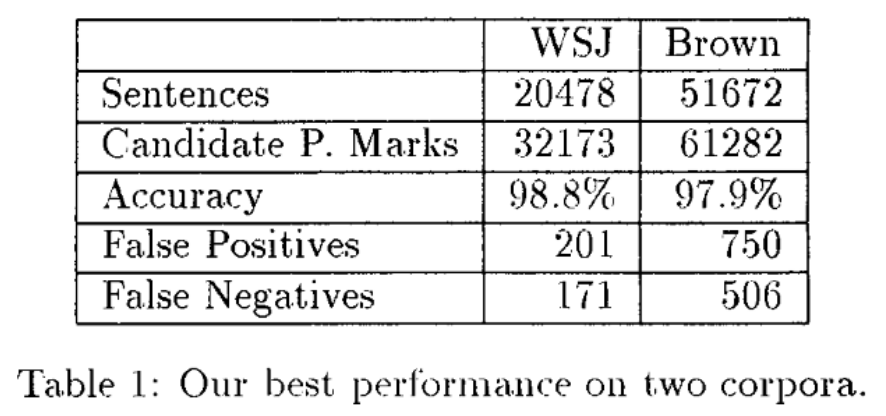 WSJ Brown
Sentences 20478 51672
Candidate P. Marks 32173 61282
Accuracy 98.8% 97.9%
False Positives 201 750
False Negatives 171 506
Table 1: Our best performance on two corpora.